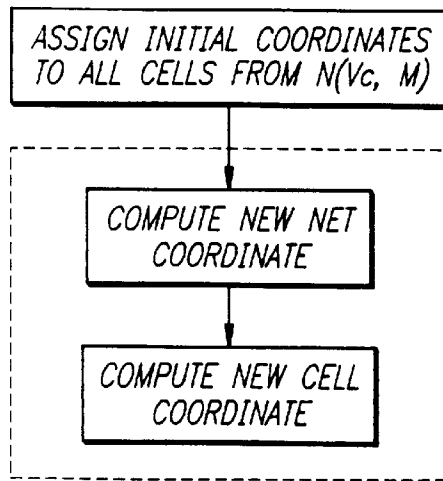 ASSIGN INITIAL COORDINATES
TO ALL CELLS FROM N(Vc, M)
COMPUTE NEW NET
COORDINATE
COMPUTE NEW CELL
COORDINATE